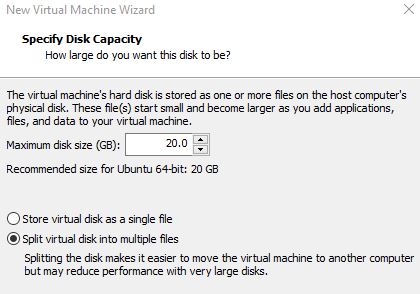 New Virtual Machine Wizard
Specify Disk Capacity
How large do you want this disk to be?
The virtual machine's hard disk is stored as one or more files on the host computer's
physical disk. These file(s) start small and become larger as you add applications,
files, and data to your virtual machine.
Maximum disk size (GB): 20.0
Recommended size for Ubuntu 64-bit: 20 GB
Store virtual disk as a single file
Split virtual disk into multiple files
Splitting the disk makes it easier to move the virtual machine to another computer
but may reduce performance with very large disks.